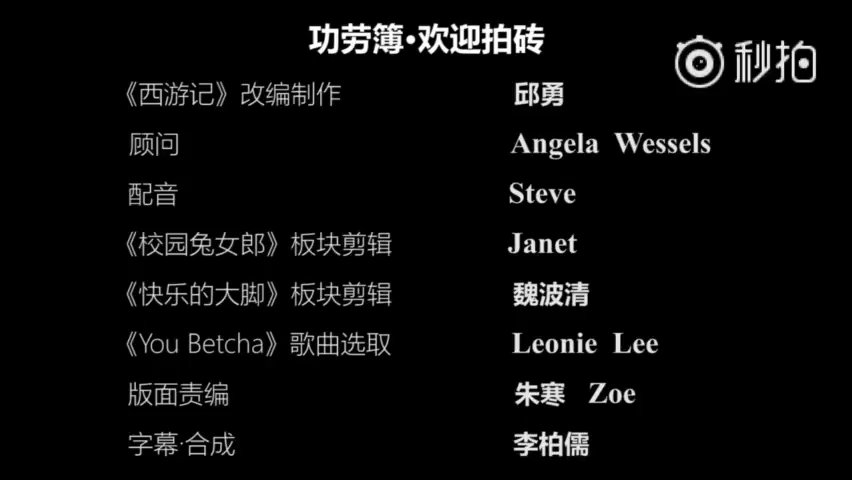 功劳簿·欢迎拍砖
秒拍
《西游记》改编制作 邱勇
顾问 Angela Wessels
配音 Steve
《校园兔女郎》板块剪辑 Janet
《快乐的大脚》板块剪辑 魏波清
《You Betcha》歌曲选取 Leonie Lee
版面责编 朱寒 Zoe
字幕·合成 李柏儒